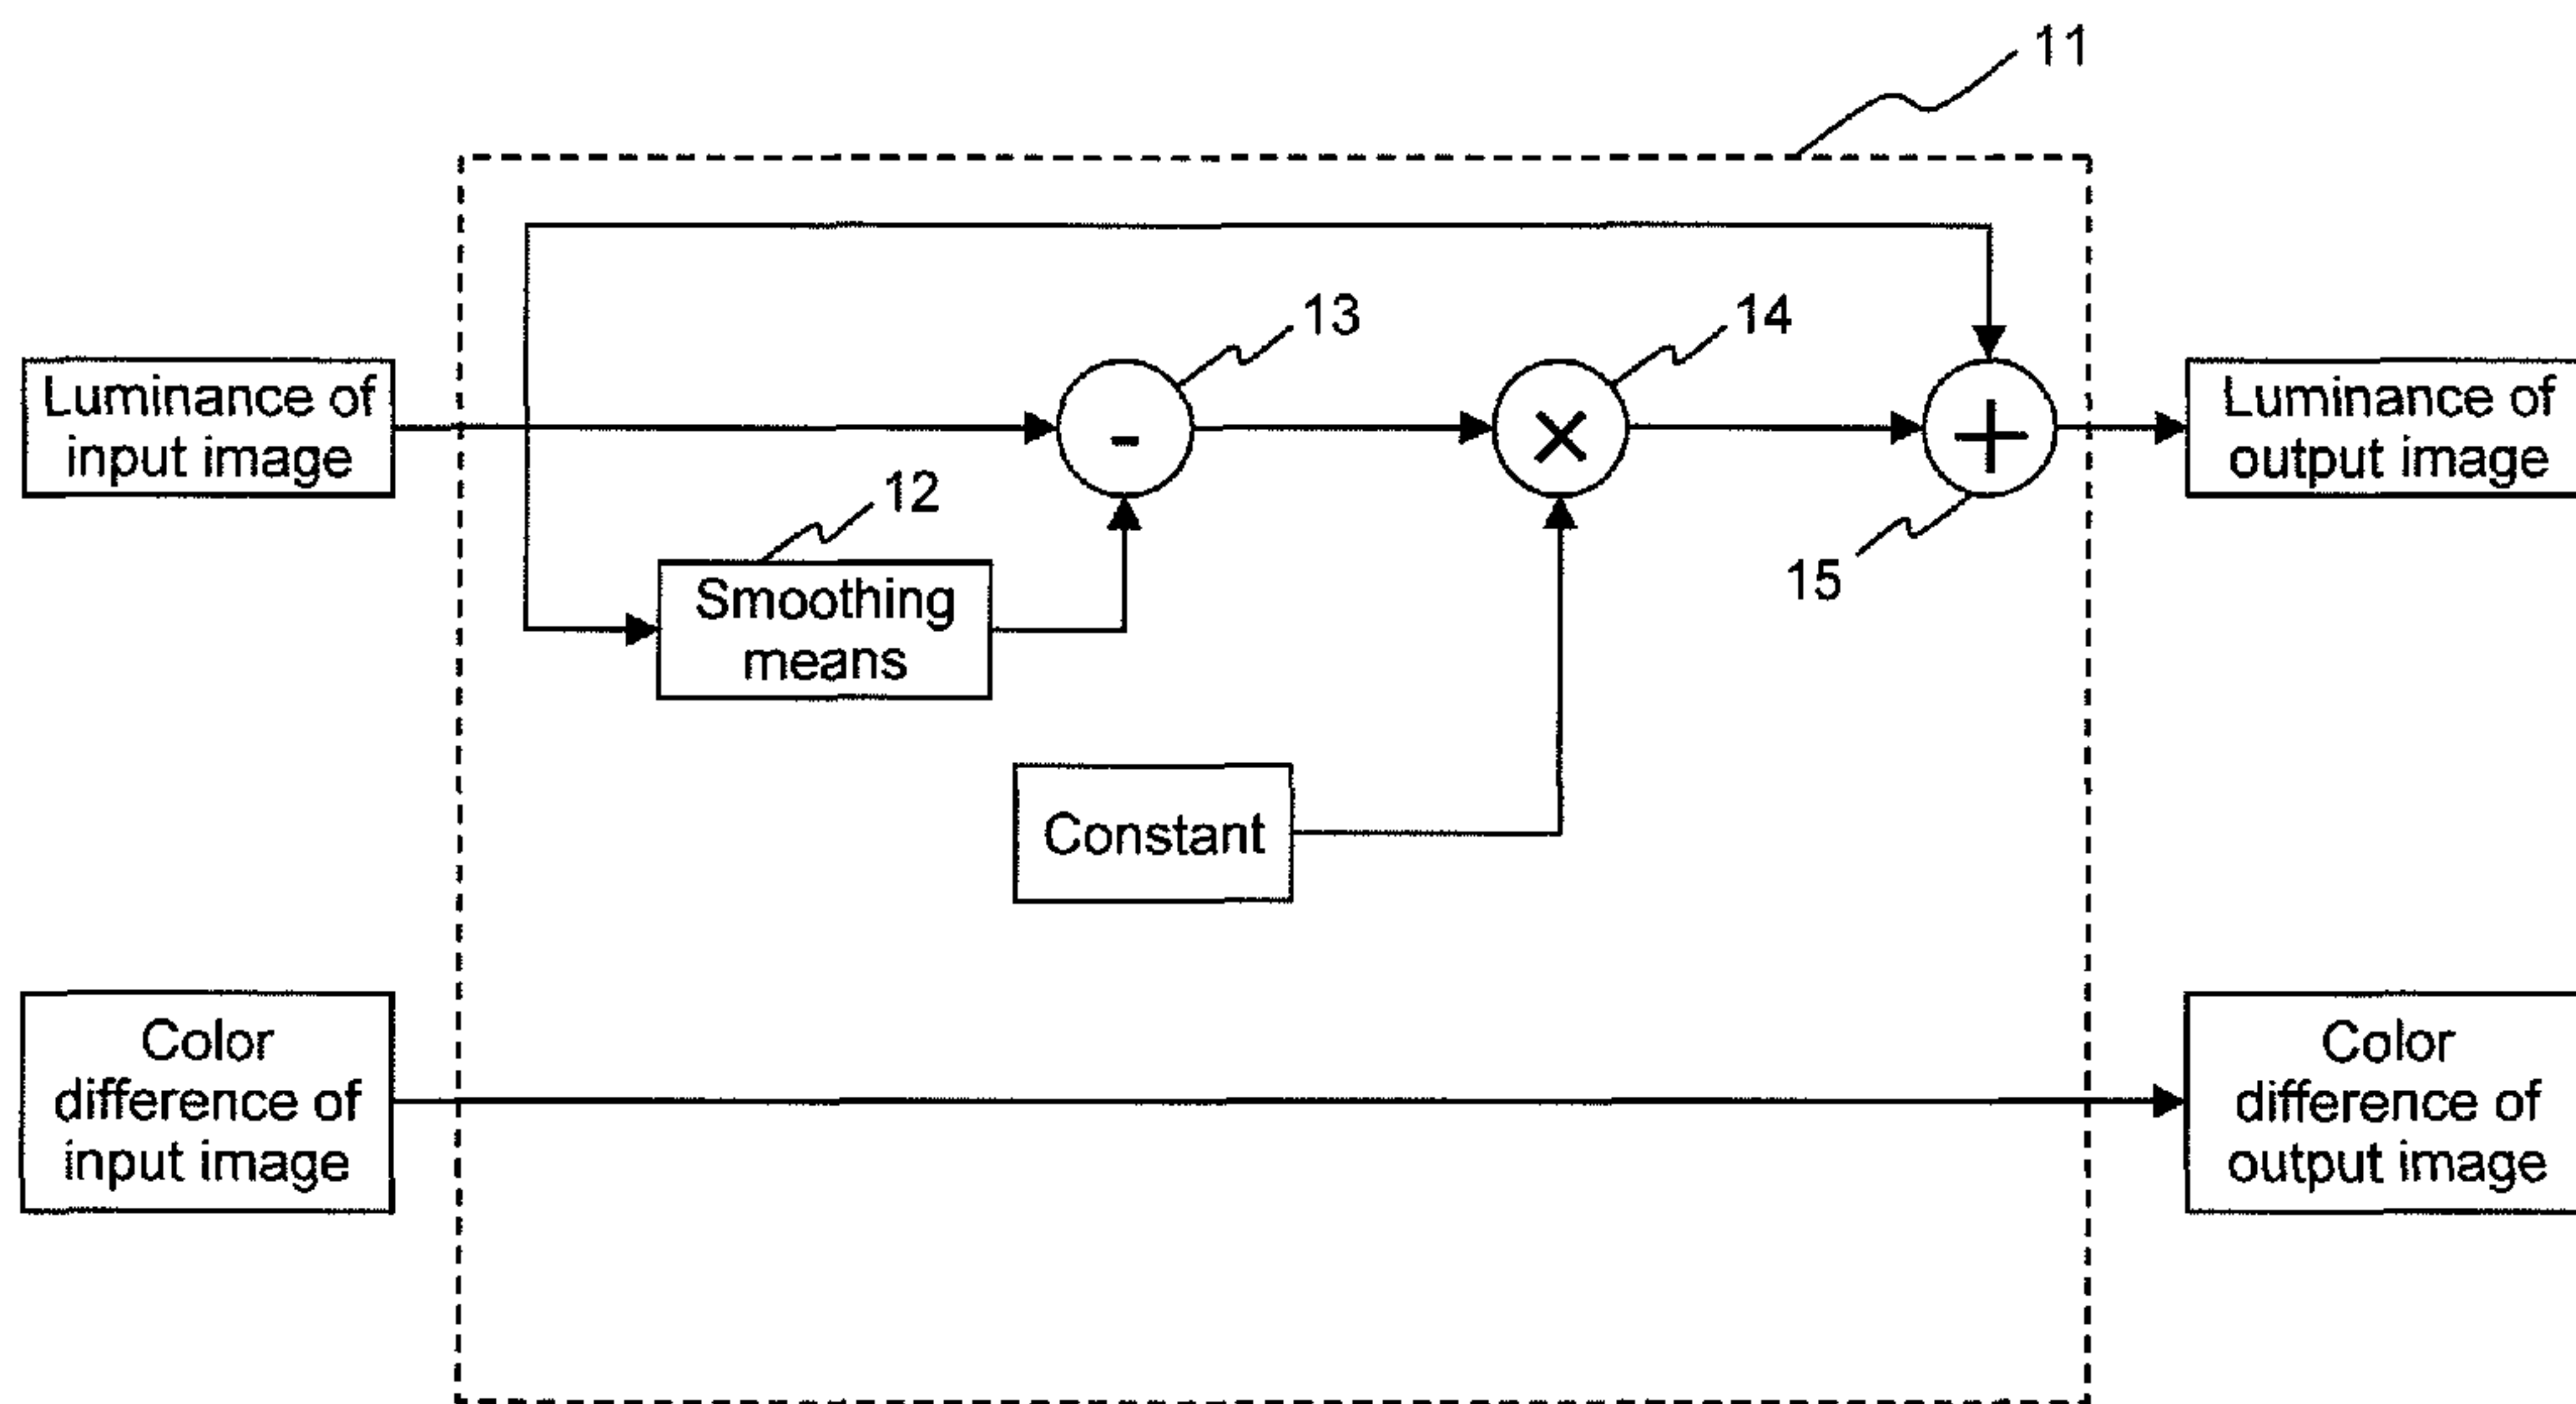 11
13
14
Luminance of
input image
-
×
+
Luminance of
output image
12
15
Smoothing
means
Constant
Color
difference of
input image
Color
difference of
output image